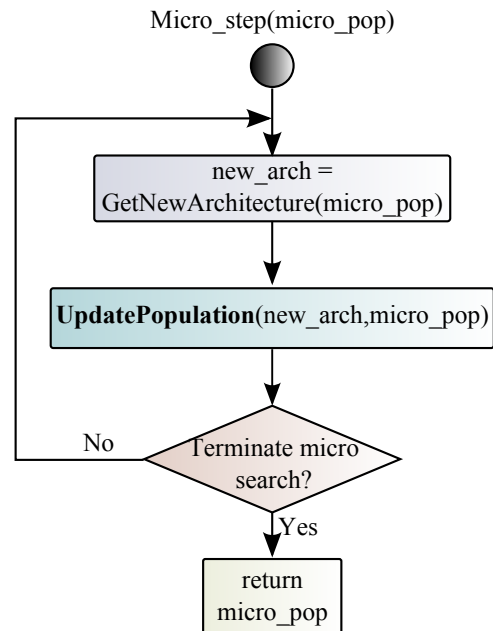 Micro_step(micro_pop)
new_arch =
GetNewArchitecture(micro_pop)
UpdatePopulation(new_arch,micro_pop)
No
Terminate micro
search?
Yes
return
micro_pop